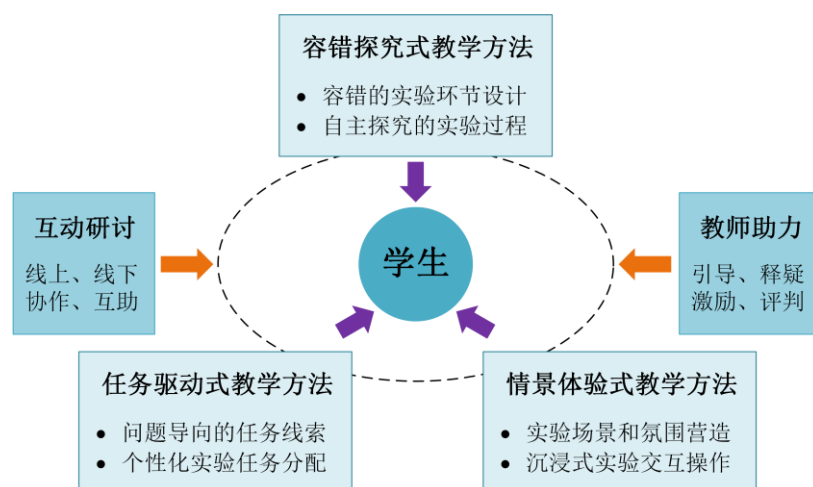 容错探究式教学方法
● 容错的实验环节设计
● 自主探究的实验过程
互动研讨
线上、线下
协作、互助
学生
教师助力
引导、释疑
激励、评判
任务驱动式教学方法
● 问题导向的任务线索
● 个性化实验任务分配
情景体验式教学方法
● 实验场景和氛围营造
● 沉浸式实验交互操作